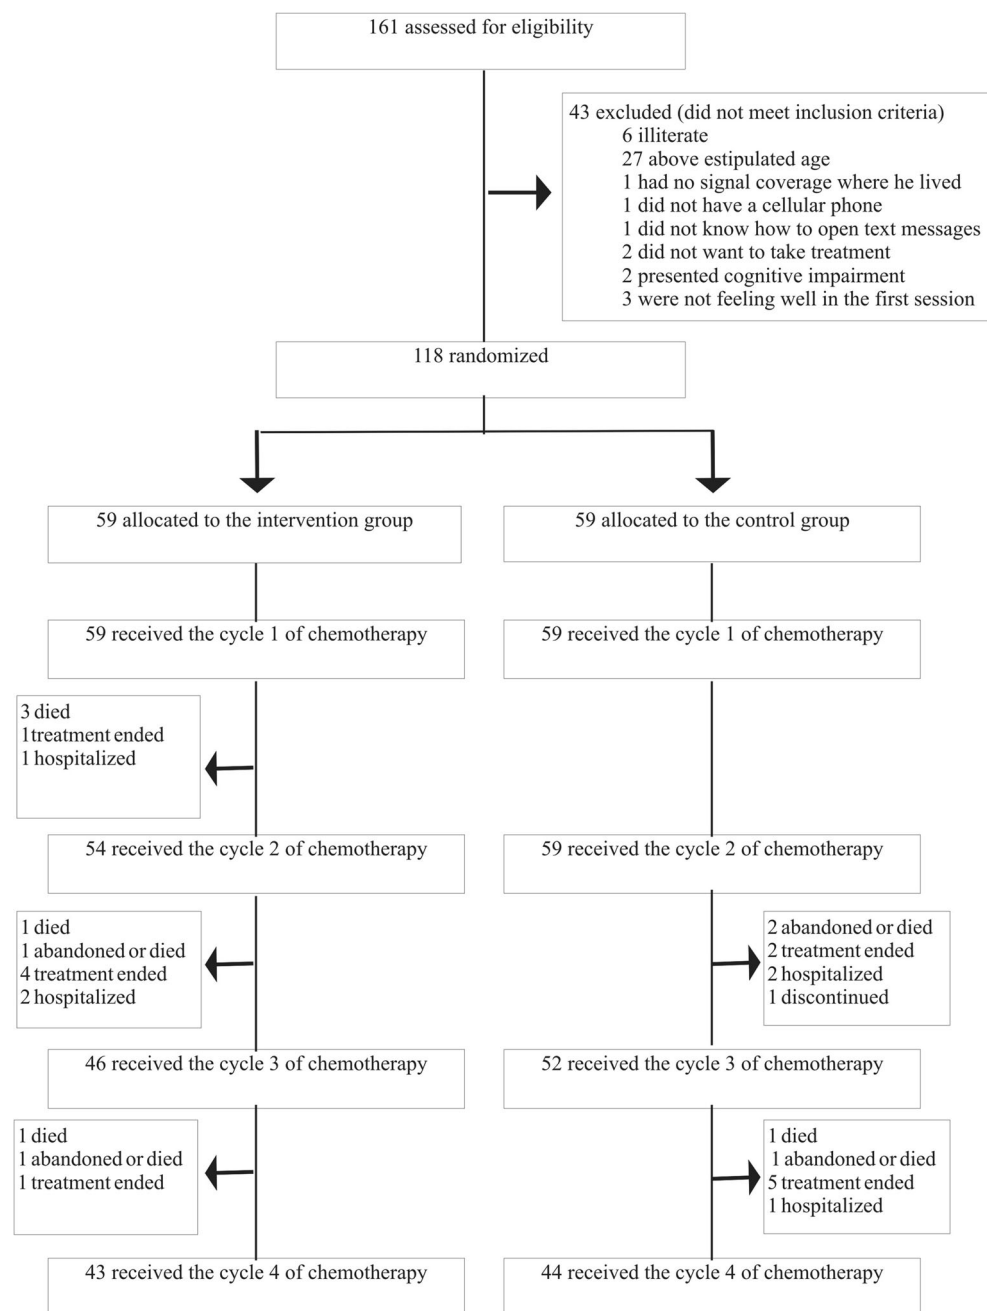 161 assessed for eligibility
43 excluded (did not meet inclusion criteria)
6 illiterate
27 above estipulated age
1 had no signal coverage where he lived
1 did not have a cellular phone
1 did not know how to open text messages
2 did not want to take treatment
2 presented cognitive impairment
3 were not feeling well in the first session
118 randomized
59 allocated to the intervention group
59 allocated to the control group
59 received the cycle 1 of chemotherapy
59 received the cycle 1 of chemotherapy
3 died
1treatment ended
1 hospitalized
54 received the cycle 2 of chemotherapy
59 received the cycle 2 of chemotherapy
1 died
1 abandoned or died
4 treatment ended
2 hospitalized
2 abandoned or died
2 treatment ended
2 hospitalized
1 discontinued
46 received the cycle 3 of chemotherapy
52 received the cycle 3 of chemotherapy
1 died
1 abandoned or died
1 treatment ended
1 died
1 abandoned or died
5 treatment ended
1 hospitalized
43 received the cycle 4 of chemotherapy
44 received the cycle 4 of chemotherapy